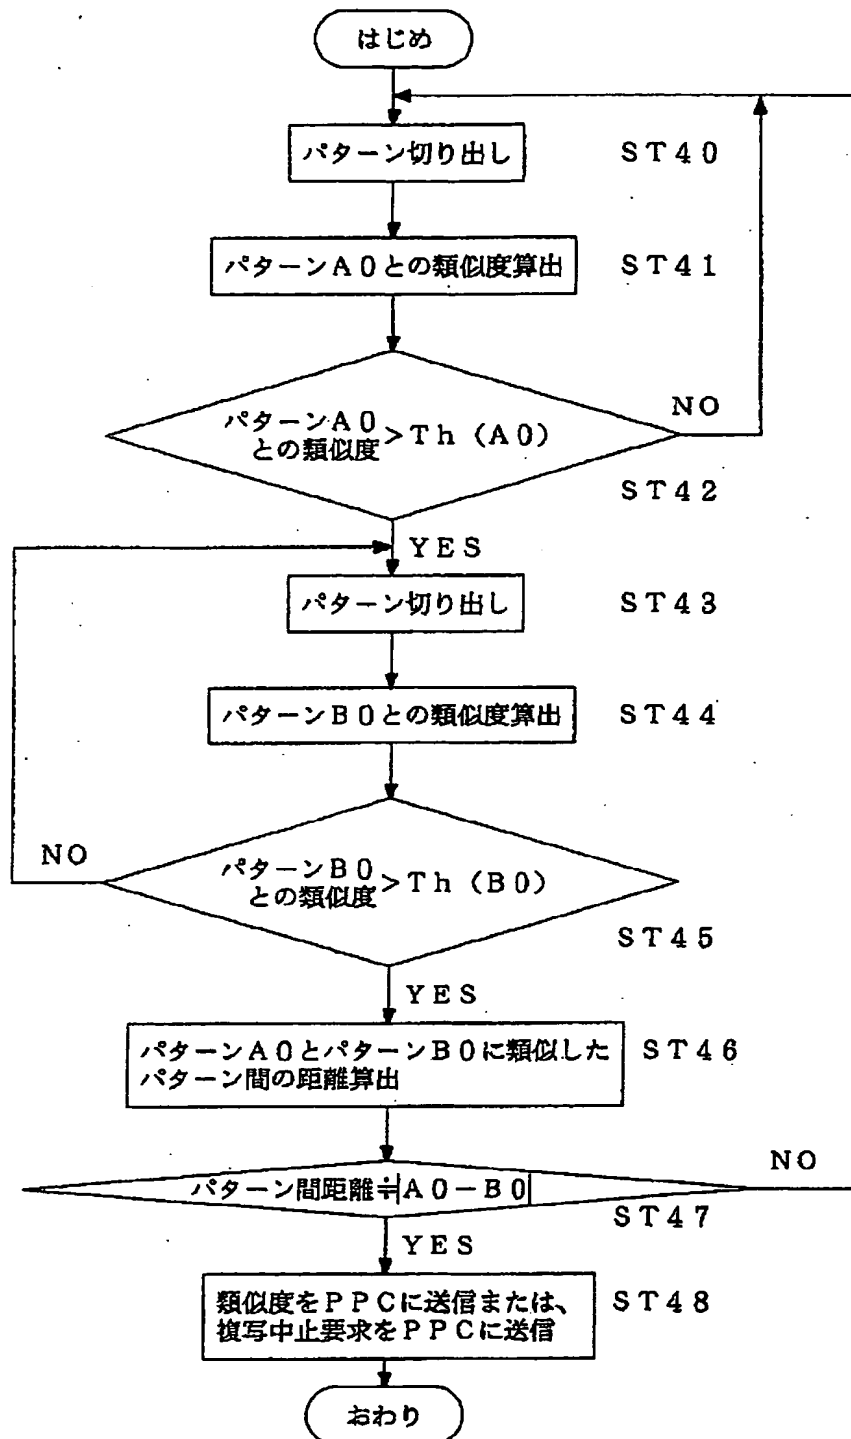 はじめ
パターン切り出し
ST40
パターンA0との類似度算出
ST41
パターンA0
との類似度
>Th(A0)
NO
ST42
YES
パターン切り出し
ST43
パターンB0との類似度算出
ST44
パターンB0
との類似度
>Th(B0)
NO
ST45
YES
パターンA0とパターンB0に類似した
パターン間の距離算出
ST46
パターン間距離≒|A0-B0|
NO
ST47
YES
類似度をPPCに送信または、
複写中止要求をPPCに送信
ST48
おわり